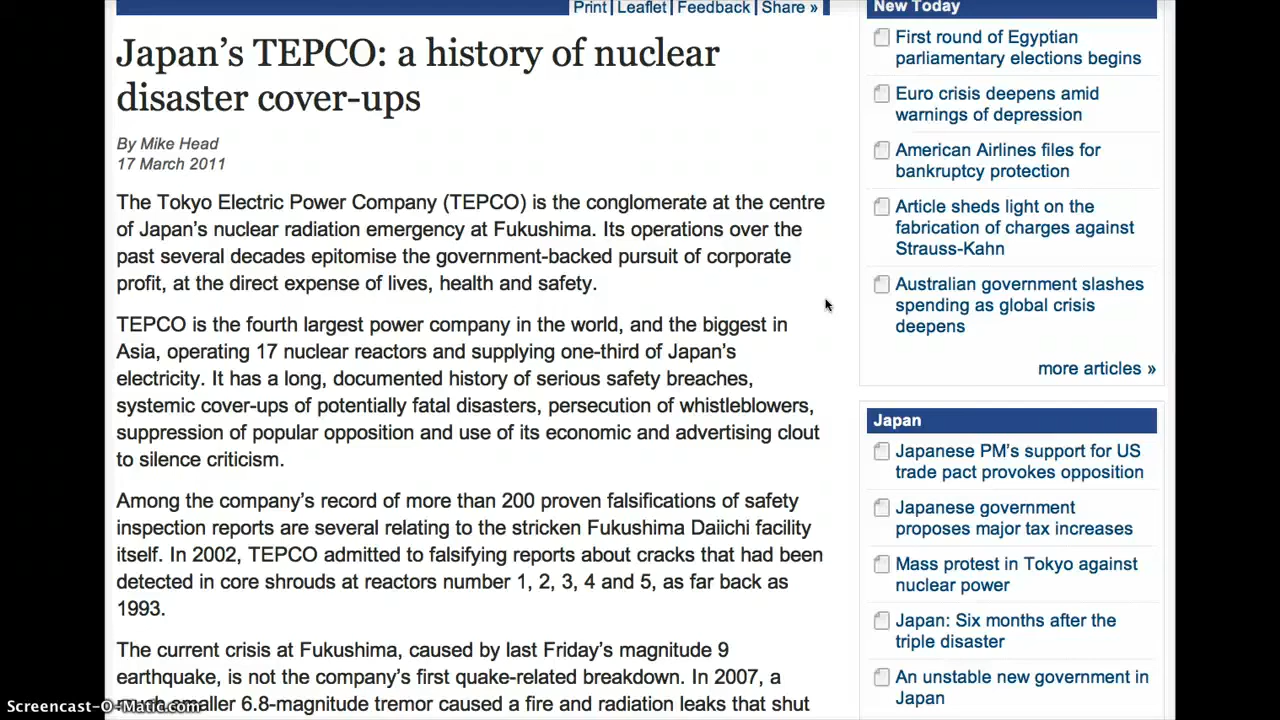 Print | Leaflet | Feedback | Share »
Japan's TEPCO: a history of nuclear
disaster cover-ups
By Mike Head
17 March 2011
The Tokyo Electric Power Company (TEPCO) is the conglomerate at the centre
of Japan's nuclear radiation emergency at Fukushima. Its operations over the
past several decades epitomise the government-backed pursuit of corporate
profit, at the direct expense of lives, health and safety.
TEPCO is the fourth largest power company in the world, and the biggest in
Asia, operating 17 nuclear reactors and supplying one-third of Japan's
electricity. It has a long, documented history of serious safety breaches,
systemic cover-ups of potentially fatal disasters, persecution of whistleblowers,
suppression of popular opposition and use of its economic and advertising clout
to silence criticism.
Among the company's record of more than 200 proven falsifications of safety
inspection reports are several relating to the stricken Fukushima Daiichi facility
itself. In 2002, TEPCO admitted to falsifying reports about cracks that had been
detected in core shrouds at reactors number 1, 2, 3, 4 and 5, as far back as
1993.
The current crisis at Fukushima, caused by last Friday's magnitude 9
earthquake, is not the company's first quake-related breakdown. In 2007, a
smaller 6.8-magnitude tremor caused a fire and radiation leaks that shut
New Today
First round of Egyptian
parliamentary elections begins
Euro crisis deepens amid
warnings of depression
American Airlines files for
bankruptcy protection
Article sheds light on the
fabrication of charges against
Strauss-Kahn
Australian government slashes
spending as global crisis
deepens
more articles »
Japan
Japanese PM's support for US
trade pact provokes opposition
Japanese government
proposes major tax increases
Mass protest in Tokyo against
nuclear power
Japan: Six months after the
triple disaster
An unstable new government in
Japan
Screencast-O-Matic.com